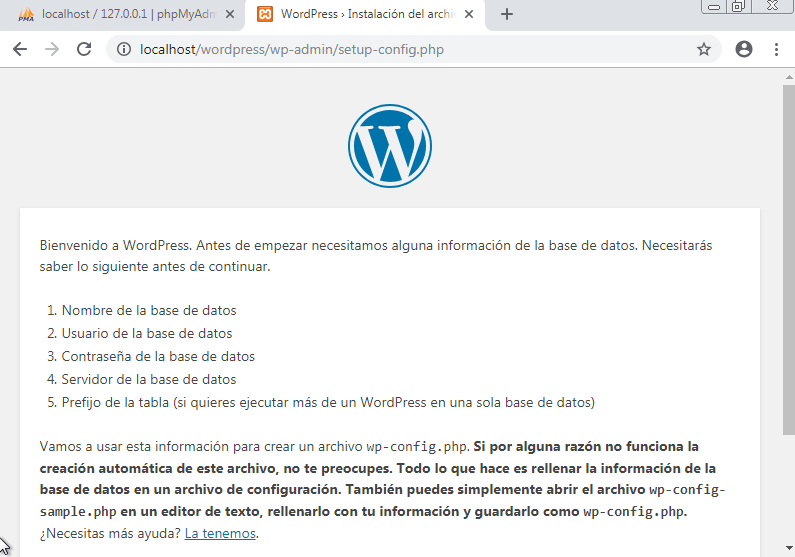 localhost / 127.0.0.1 | phpMyAdm
WordPress › Instalación del archi
localhost/wordpress/wp-admin/setup-config.php
Bienvenido a WordPress. Antes de empezar necesitamos alguna información de la base de datos. Necesitarás
saber lo siguiente antes de continuar.
1. Nombre de la base de datos
2. Usuario de la base de datos
3. Contraseña de la base de datos
4. Servidor de la base de datos
5. Prefijo de la tabla (si quieres ejecutar más de un WordPress en una sola base de datos)
Vamos a usar esta información para crear un archivo wp-config.php. Si por alguna razón no funciona la
creación automática de este archivo, no te preocupes. Todo lo que hace es rellenar la información de la
base de datos en un archivo de configuración. También puedes simplemente abrir el archivo wp-config-
sample.php en un editor de texto, rellenarlo con tu información y guardarlo como wp-config.php.
¿Necesitas más ayuda? La tenemos.